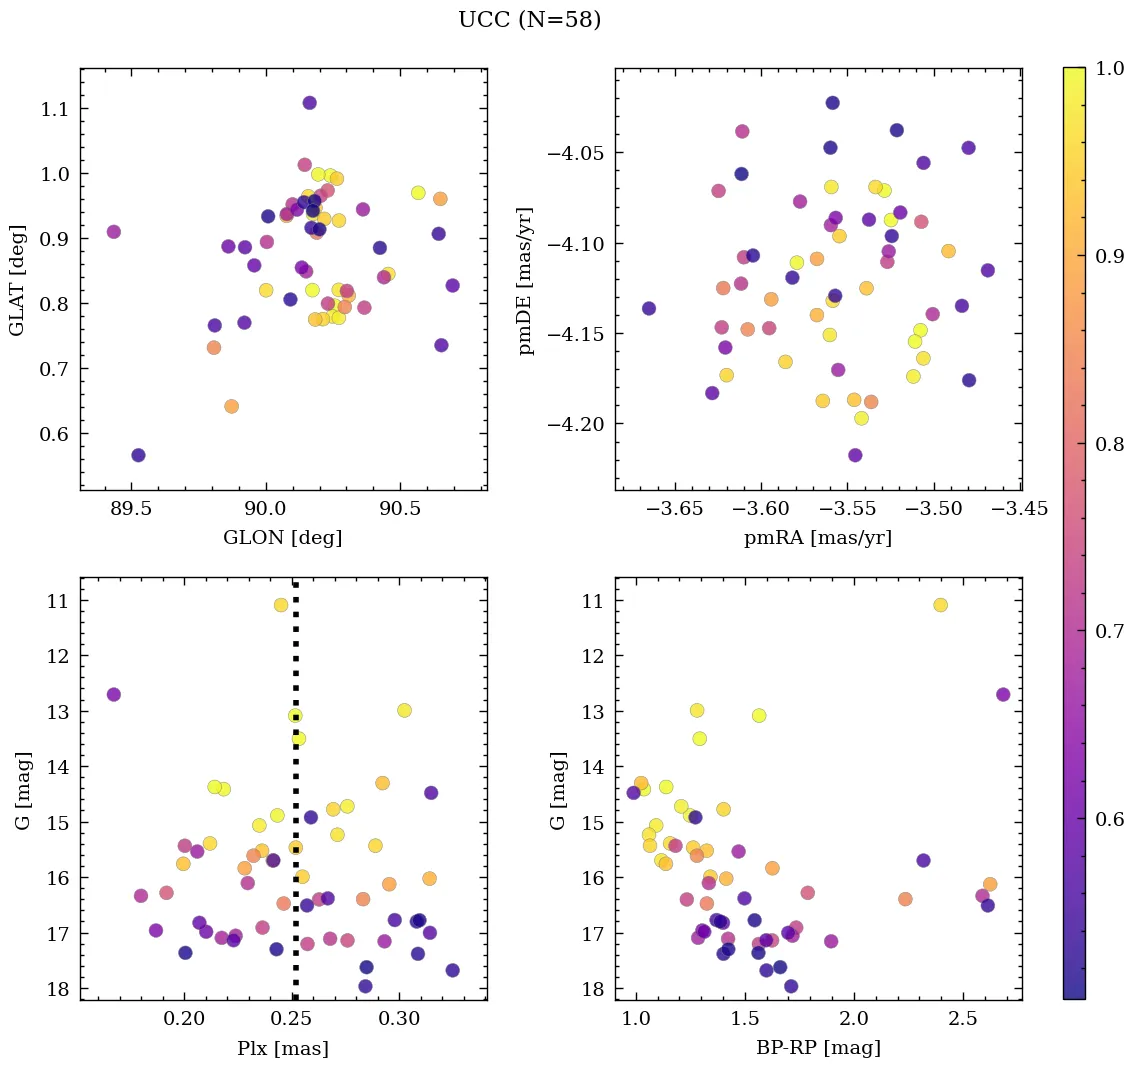 UCC (N=58)
1.1
1.0
0.9
0.8
0.7
0.6
GLAT [deg]
89.5 90.0 90.5
GLON [deg]
−4.05
−4.10
−4.15
−4.20
pmDE [mas/yr]
−3.65 −3.60 −3.55 −3.50 −3.45
pmRA [mas/yr]
11
12
13
14
15
16
17
18
G [mag]
0.20 0.25 0.30
Plx [mas]
11
12
13
14
15
16
17
18
G [mag]
1.0 1.5 2.0 2.5
BP-RP [mag]
1.0
0.9
0.8
0.7
0.6